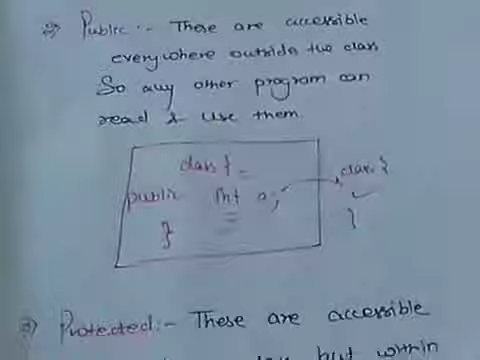 ⇒ Public :- These are accessible
everywhere outside the class
So any other program can
read & use them.
class {
class {
public int a;
}
}
Protected :- These are accessible
but within